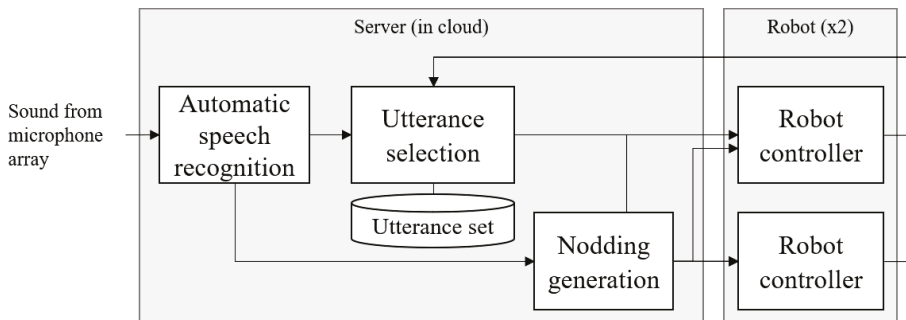 Server (in cloud)
Robot (x2)
Sound from
microphone
array
Automatic
speech
recognition
Utterance
selection
Utterance set
Nodding
generation
Robot
controller
Robot
controller